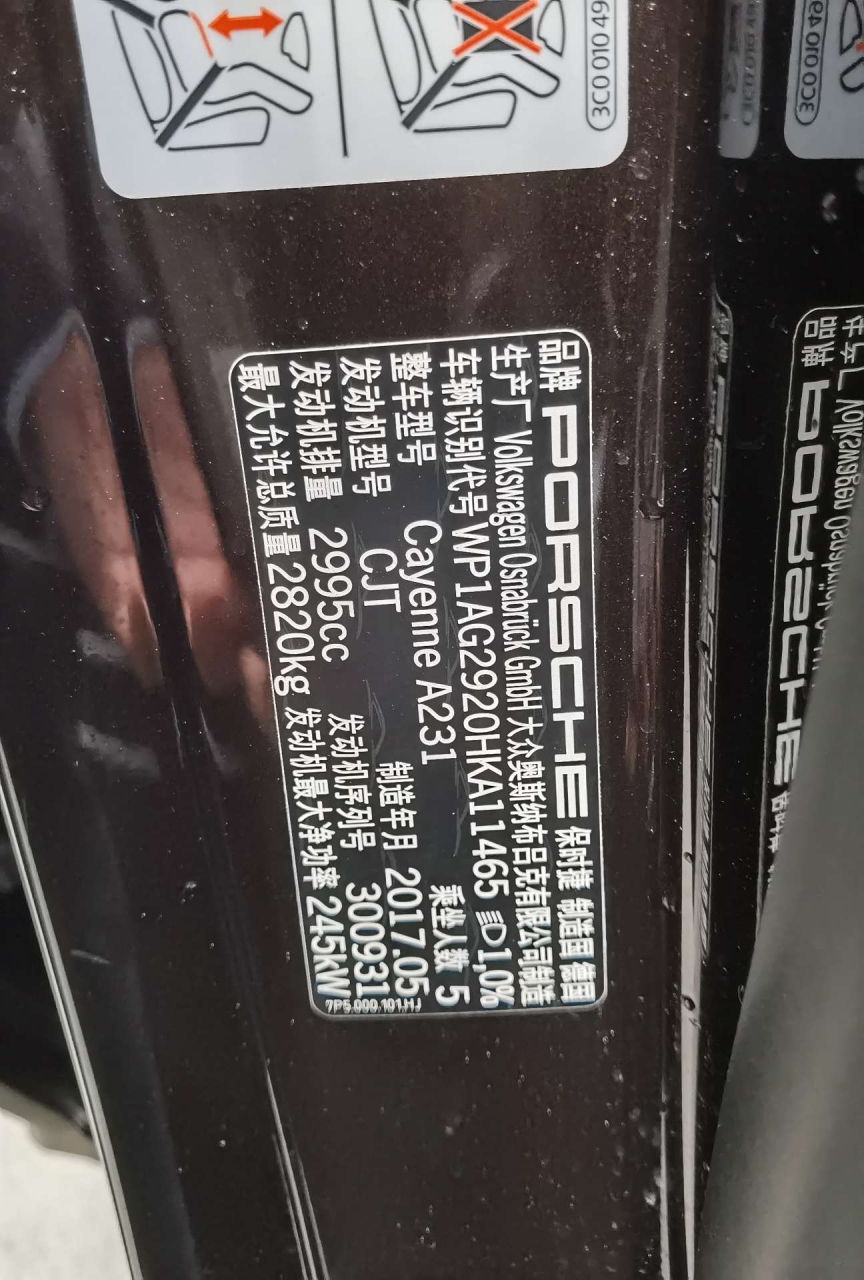 3C0 010 49
品牌 PORSCHE 保时捷 制造国 德国
生产厂 Volkswagen Osnabrück GmbH 大众奥斯纳布吕克有限公司制造
车辆识别代号 WP1AG2920HKA11465 1,0%
整车型号 Cayenne A231 乘坐人数 5
发动机型号 CJT 制造年月 2017.05
发动机排量 2995cc 发动机序列号 300931
最大允许总质量 2820kg 发动机最大净功率 245kW
7P5.000.101.HJ